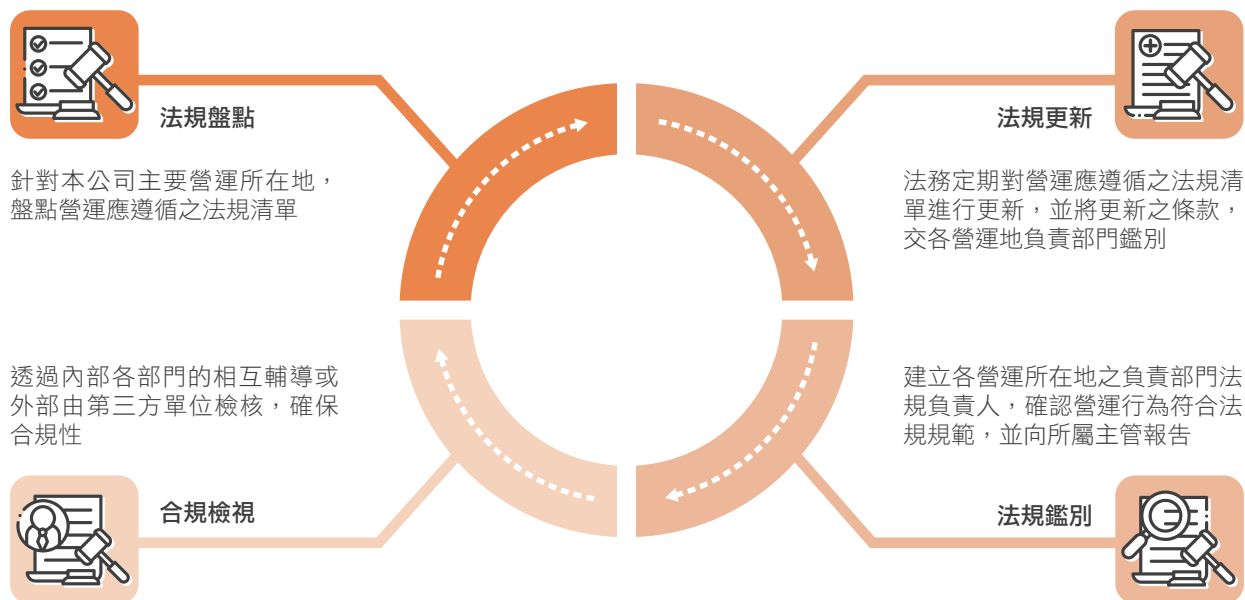 法規盤點
針對本公司主要營運所在地，
盤點營運應遵循之法規清單
法規更新
法務定期對營運應遵循之法規清
單進行更新，並將更新之條款，
交各營運地負責部門鑑別
透過內部各部門的相互輔導或
外部由第三方單位檢核，確保
合規性
合規檢視
建立各營運所在地之負責部門法
規負責人，確認營運行為符合法
規規範，並向所屬主管報告
法規鑑別